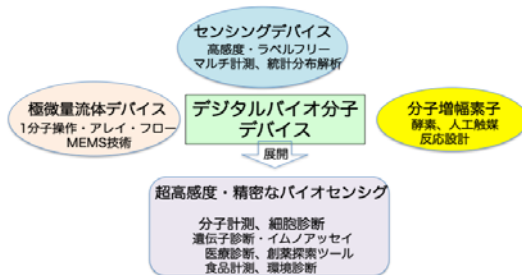 センシングデバイス
高感度・ラベルフリー
マルチ計測、統計分布解析
極微量流体デバイス
1分子操作・アレイ・フロー
MEMS技術
デジタルバイオ分子
デバイス
分子増幅素子
酵素、人工触媒
反応設計
展開
超高感度・精密なバイオセンシグ
分子計測、細胞診断
遺伝子診断・イムノアッセイ
医療診断、創薬探索ツール
食品計測、環境診断